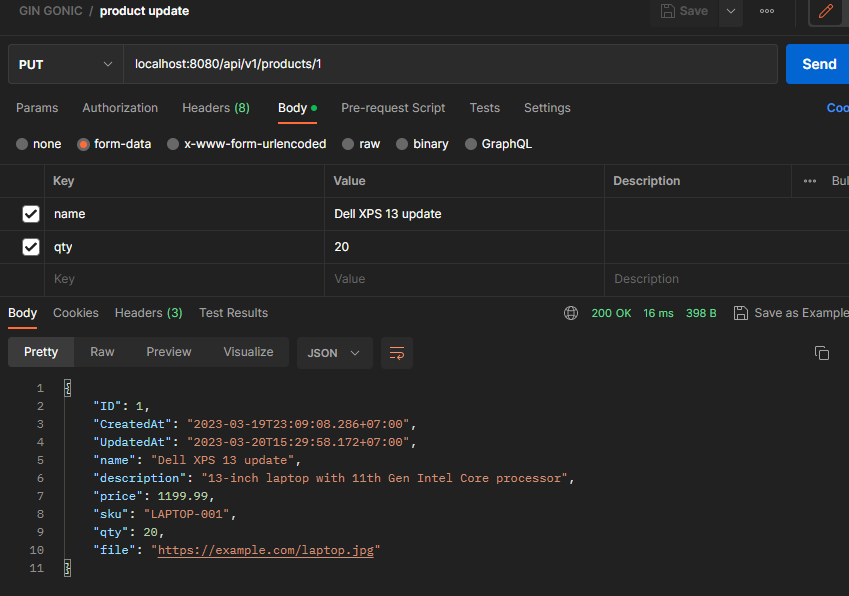 GIN GONIC / product update
Save
PUT
localhost:8080/api/v1/products/1
Send
Params Authorization Headers (8) Body Pre-request Script Tests Settings Coo
none form-data x-www-form-urlencoded raw binary GraphQL
Key Value Description Bul
name Dell XPS 13 update
qty 20
Key Value Description
Body Cookies Headers (3) Test Results 200 OK 16 ms 398 B Save as Example
Pretty Raw Preview Visualize JSON
1 {
2 "ID": 1,
3 "CreatedAt": "2023-03-19T23:09:08.286+07:00",
4 "UpdatedAt": "2023-03-20T15:29:58.172+07:00",
5 "name": "Dell XPS 13 update",
6 "description": "13-inch laptop with 11th Gen Intel Core processor",
7 "price": 1199.99,
8 "sku": "LAPTOP-001",
9 "qty": 20,
10 "file": "https://example.com/laptop.jpg"
11 }